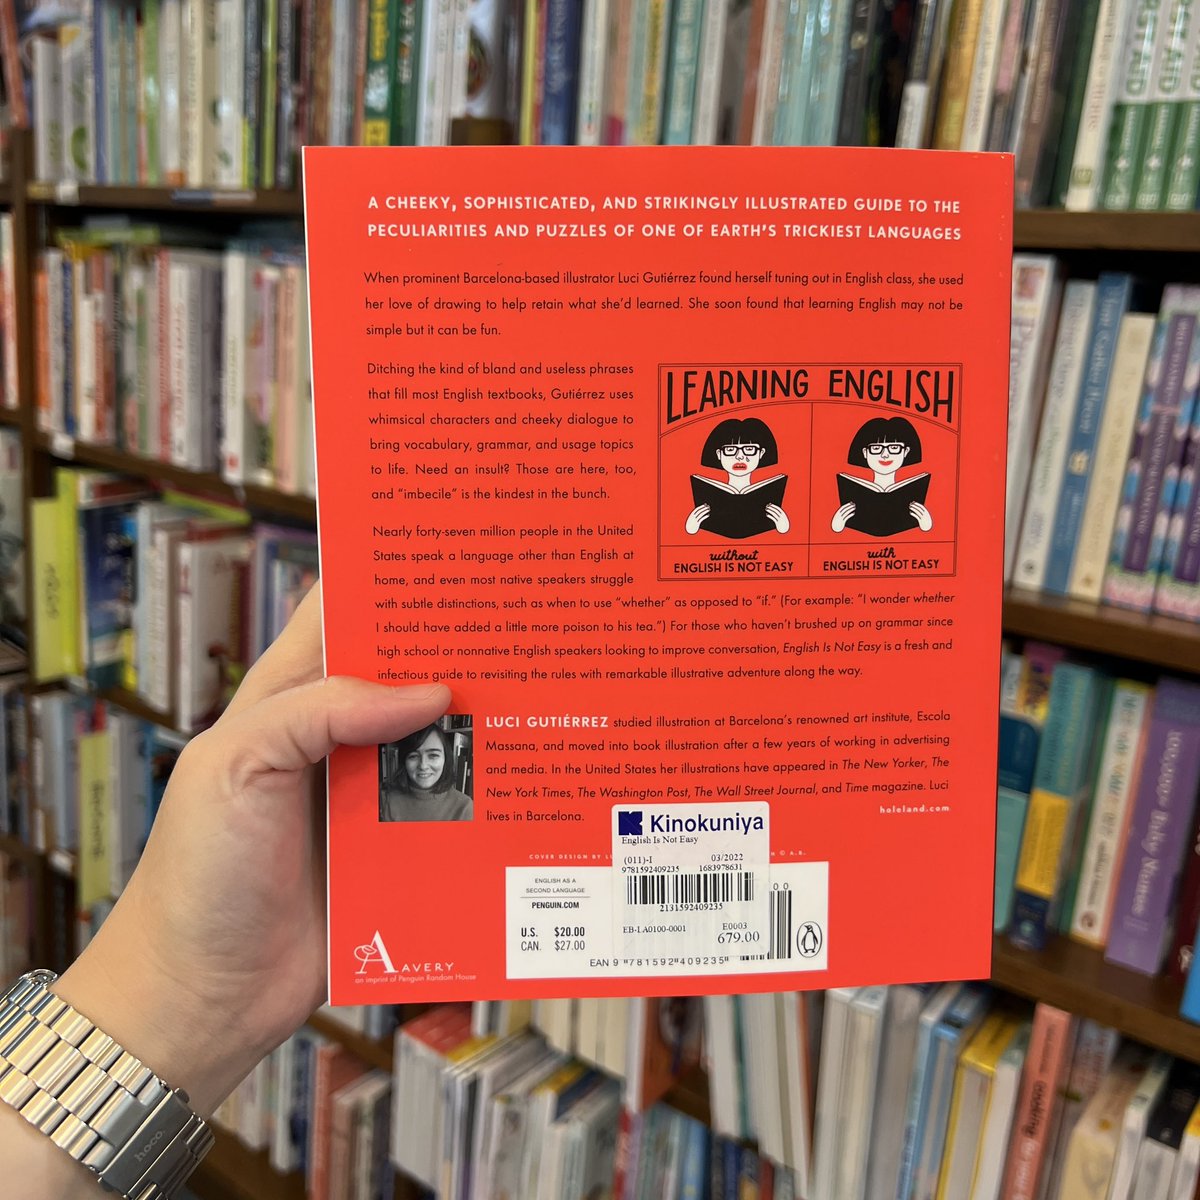 A CHEEKY, SOPHISTICATED, AND STRIKINGLY ILLUSTRATED GUIDE TO THE
PECULIARITIES AND PUZZLES OF ONE OF EARTH'S TRICKIEST LANGUAGES
When prominent Barcelona-based illustrator Luci Gutiérrez found herself tuning out in English class, she used
her love of drawing to help retain what she'd learned. She soon found that learning English may not be
simple but it can be fun.
Ditching the kind of bland and useless phrases
that fill most English textbooks, Gutiérrez uses
whimsical characters and cheeky dialogue to
bring vocabulary, grammar, and usage topics
to life. Need an insult? Those are here, too,
and "imbecile" is the kindest in the bunch.
LEARNING ENGLISH
without
ENGLISH IS NOT EASY
with
ENGLISH IS NOT EASY
Nearly forty-seven million people in the United
States speak a language other than English at
home, and even most native speakers struggle
with subtle distinctions, such as when to use "whether" as opposed to "if." (For example: "I wonder whether
I should have added a little more poison to his tea.") For those who haven't brushed up on grammar since
high school or nonnative English speakers looking to improve conversation, English Is Not Easy is a fresh and
infectious guide to revisiting the rules with remarkable illustrative adventure along the way.
LUCI GUTIÉRREZ studied illustration at Barcelona's renowned art institute, Escola
Massana, and moved into book illustration after a few years of working in advertising
and media. In the United States her illustrations have appeared in The New Yorker, The
New York Times, The Washington Post, The Wall Street Journal, and Time magazine. Luci
lives in Barcelona.
holeland.com
Kinokuniya
English Is Not Easy
(011)-I 03/2022
9781592409235 1683978631
2131592409235
EB-LA0100-0001 E0003
679.00
COVER DESIGN BY © A.B.
ENGLISH AS A
SECOND LANGUAGE
PENGUIN.COM
U.S. $20.00
CAN. $27.00
EAN 9 781592 409235
AVERY
an imprint of Penguin Random House
hoco.